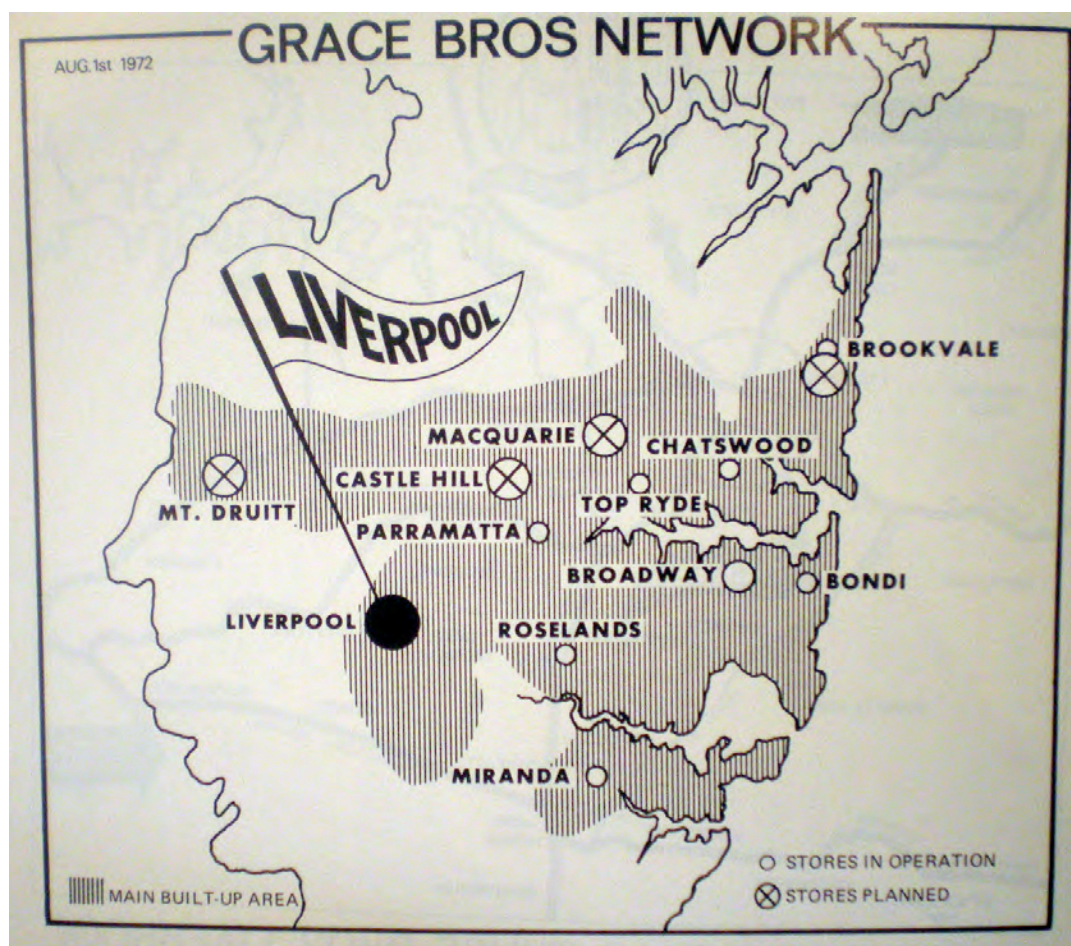 GRACE BROS NETWORK
AUG.1st 1972
LIVERPOOL
BROOKVALE
MACQUARIE
CHATSWOOD
CASTLE HILL
TOP RYDE
MT. DRUITT
PARRAMATTA
BROADWAY
BONDI
LIVERPOOL
ROSELANDS
MIRANDA
STORES IN OPERATION
MAIN BUILT-UP AREA
STORES PLANNED